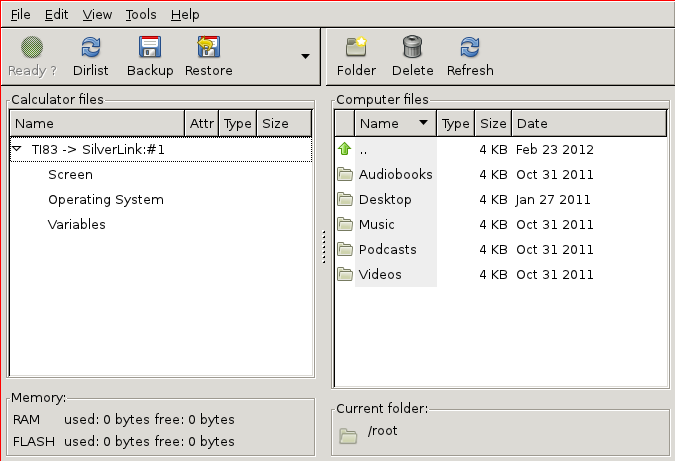 File Edit View Tools Help
Ready ? Dirlist Backup Restore Folder Delete Refresh
Calculator files
Name Attr Type Size
TI83 -> SilverLink:#1
Screen
Operating System
Variables
Memory:
RAM used: 0 bytes free: 0 bytes
FLASH used: 0 bytes free: 0 bytes
Computer files
Name Type Size Date
.. 4 KB Feb 23 2012
Audiobooks 4 KB Oct 31 2011
Desktop 4 KB Jan 27 2011
Music 4 KB Oct 31 2011
Podcasts 4 KB Oct 31 2011
Videos 4 KB Oct 31 2011
Current folder:
/root